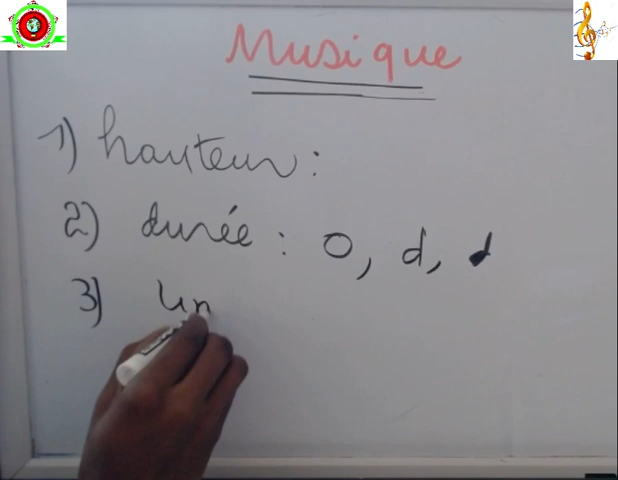 Musique
1) hauteur :
2) durée : o, d, d
3) un